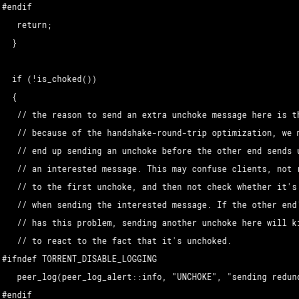 #endif
return;
}
if (!is_choked())
{
// the reason to send an extra unchoke message here is
// because of the handshake-round-trip optimization, we
// end up sending an unchoke before the other end sends
// an interested message. This may confuse clients, not
// to the first unchoke, and then not check whether it's
// when sending the interested message. If the other end
// has this problem, sending another unchoke here will
// to react to the fact that it's unchoked.
#ifndef TORRENT_DISABLE_LOGGING
peer_log(peer_log_alert::info, "UNCHOKE", "sending
#endif